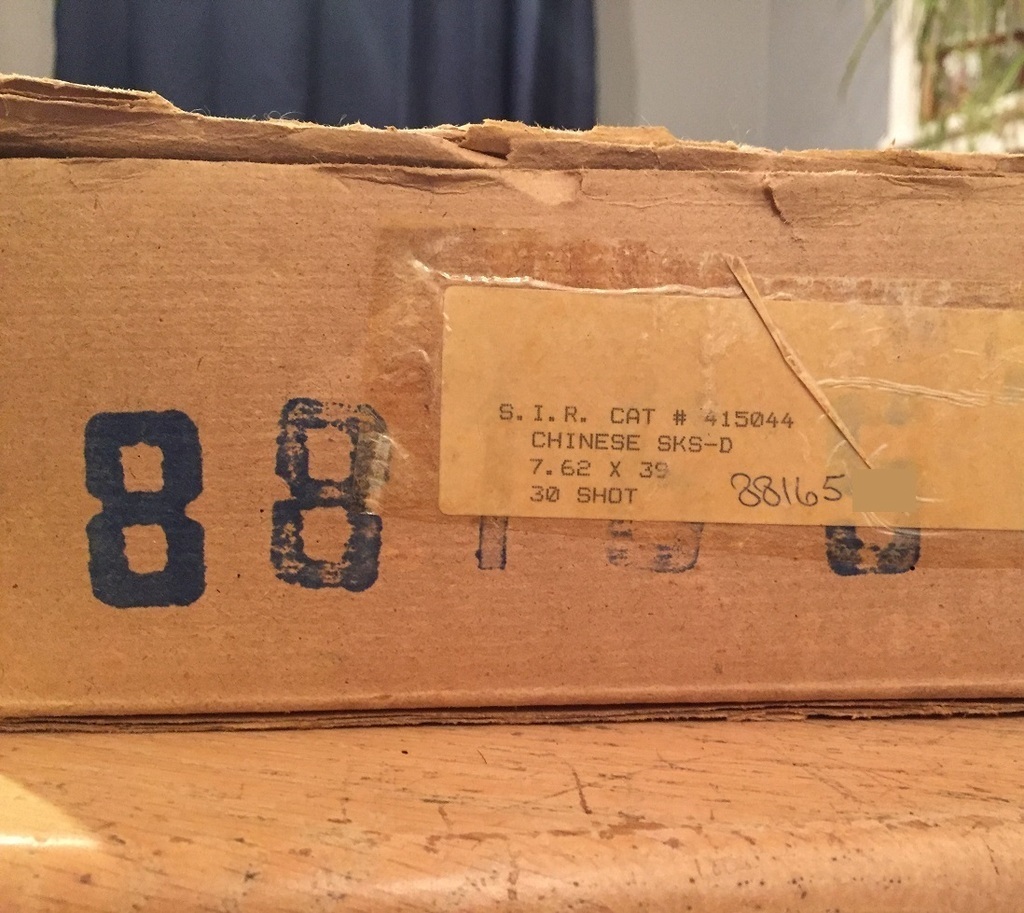 S.I.R. CAT # 415044
CHINESE SKS-D
7.62 X 39
30 SHOT
88165
88